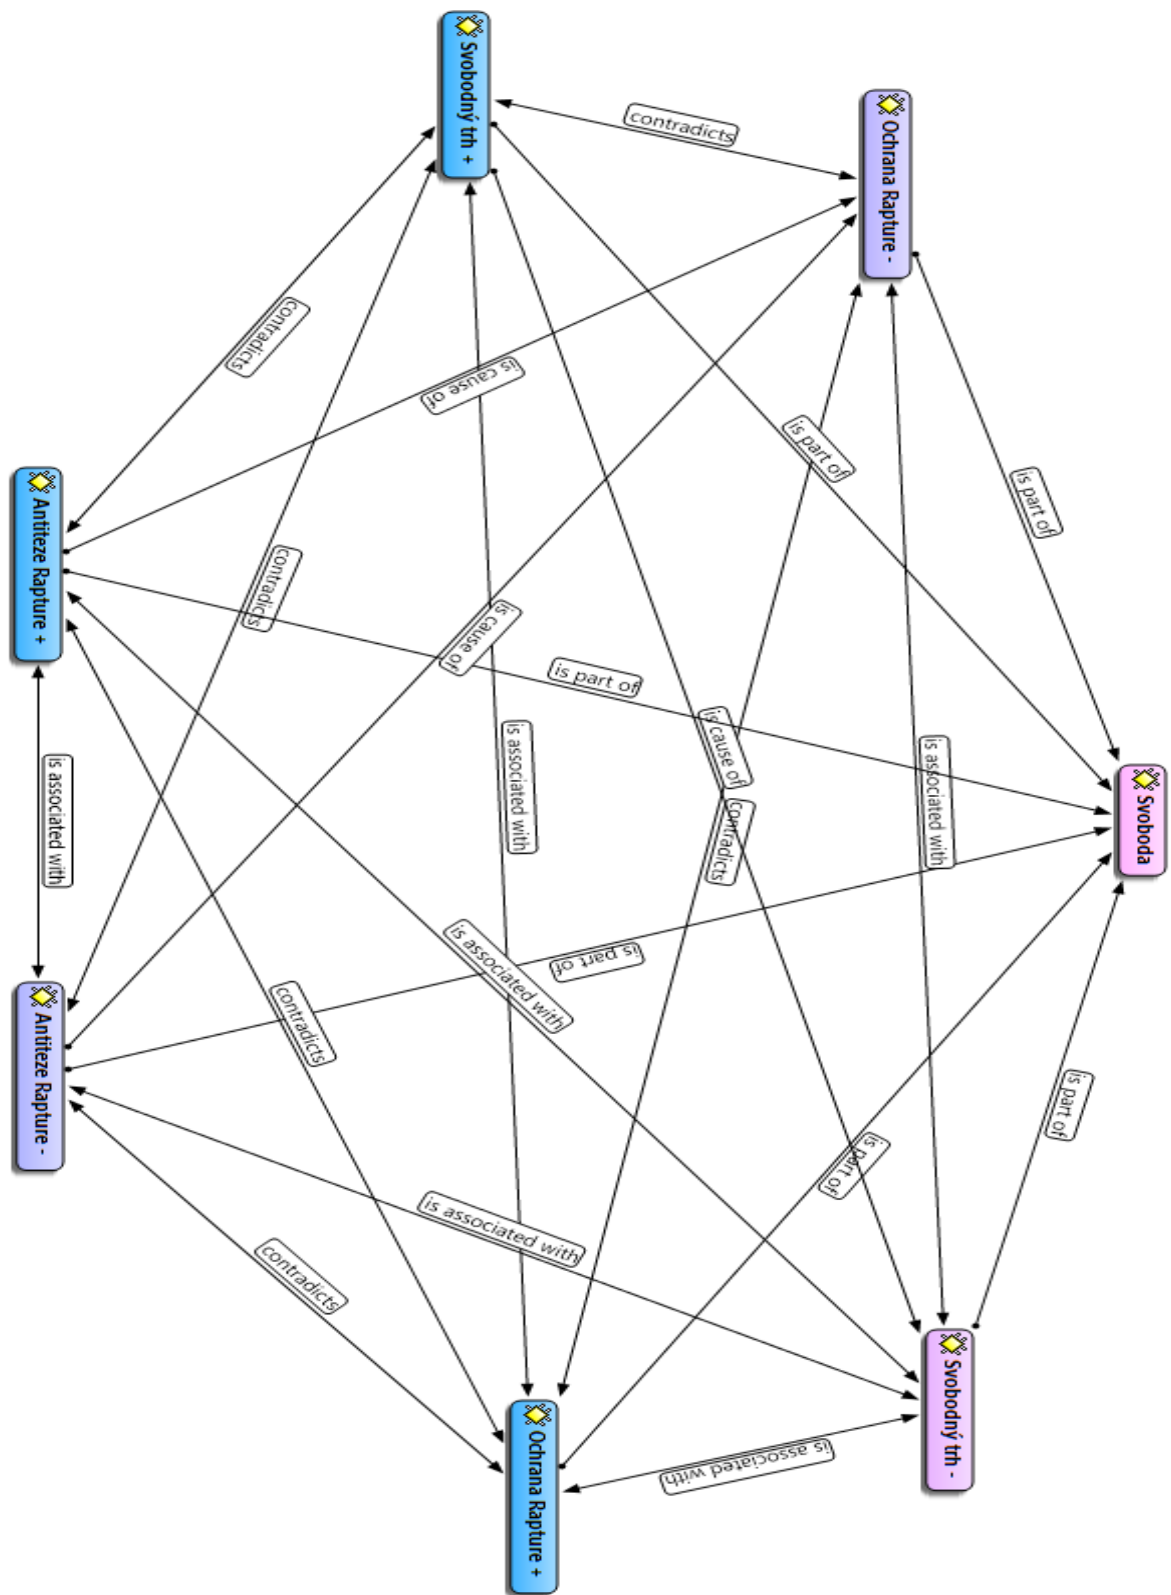 Svoboda
Ochrana Rapture -
is part of
is part of
Svobodný trh -
is associated with
is part of
contradicts
is cause of
contradicts
is part of
is part of
is part of
is associated with
Svobodný trh +
is cause of
is cause of
is associated with
is associated with
is associated with
Ochrana Rapture +
contradicts
contradicts
contradicts
contradicts
Antiteze Rapture +
is associated with
Antiteze Rapture -